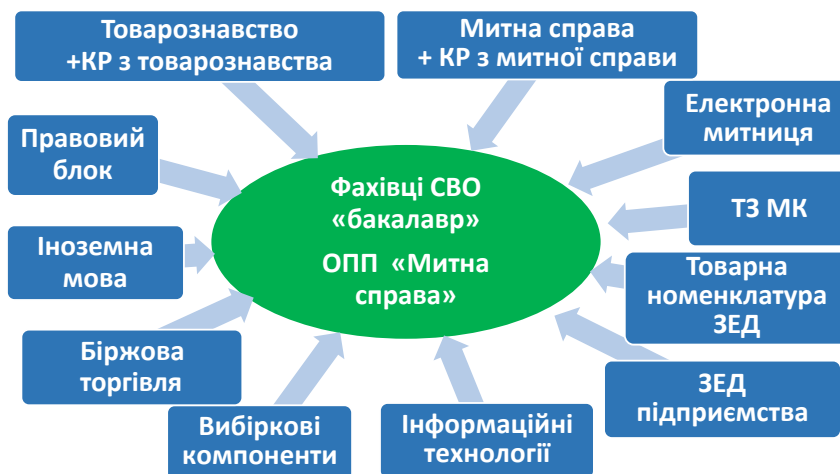 Товарознавство
+КР з товарознавства
Митна справа
+ КР з митної справи
Електронна
митниця
Правовий
блок
Фахівці СВО
«бакалавр»
ОПП «Митна
справа»
ТЗ МК
Іноземна
мова
Товарна
номенклатура
ЗЕД
Біржова
торгівля
ЗЕД
підприємства
Вибіркові
компоненти
Інформаційні
технології